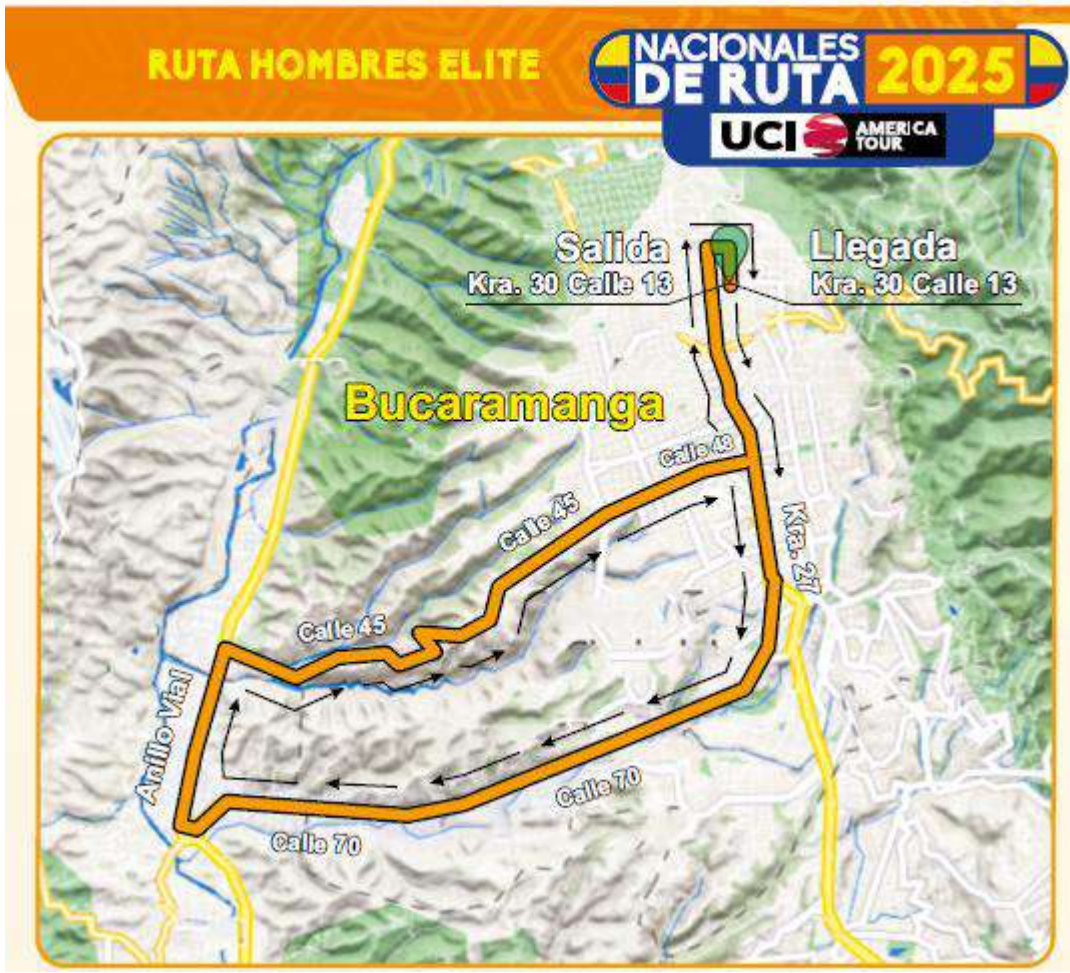 RUTA HOMBRES ELITE
NACIONALES
DE RUTA
2025
UCI
AMERICA
TOUR
Salida
Kra. 30 Calle 13
Llegada
Kra. 30 Calle 13
Bucaramanga
Calle 48
Calle 45
Kra. 27
Calle 45
Anillo Vial
Calle 70
Calle 70